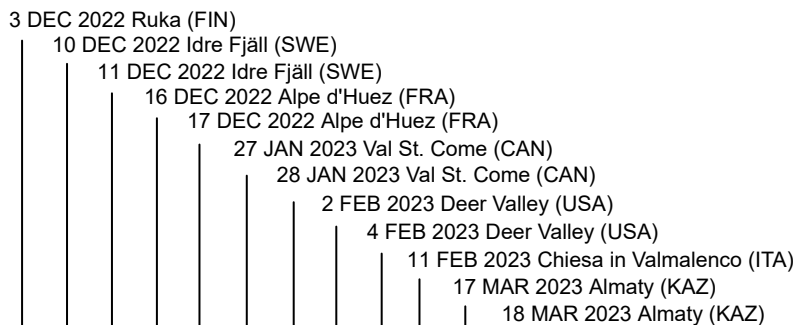 3 DEC 2022 Ruka (FIN)
10 DEC 2022 Idre Fjäll (SWE)
11 DEC 2022 Idre Fjäll (SWE)
16 DEC 2022 Alpe d'Huez (FRA)
17 DEC 2022 Alpe d'Huez (FRA)
27 JAN 2023 Val St. Come (CAN)
28 JAN 2023 Val St. Come (CAN)
2 FEB 2023 Deer Valley (USA)
4 FEB 2023 Deer Valley (USA)
11 FEB 2023 Chiesa in Valmalenco (ITA)
17 MAR 2023 Almaty (KAZ)
18 MAR 2023 Almaty (KAZ)